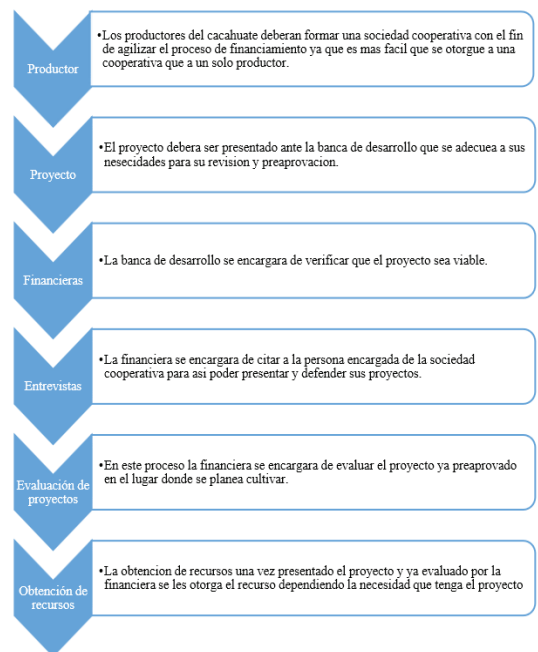 Productor
•Los productores del cacahuate deberan formar una sociedad cooperativa con el fin
de agilizar el proceso de financiamiento ya que es mas facil que se otorgue a una
cooperativa que a un solo productor.
Proyecto
•El proyecto debera ser presentado ante la banca de desarrollo que se adecuea a sus
nesecidades para su revision y preaprovacion.
Financieras
•La banca de desarrollo se encargara de verificar que el proyecto sea viable.
Entrevistas
•La financiera se encargara de citar a la persona encargada de la sociedad
cooperativa para asi poder presentar y defender sus proyectos.
Evaluación de
proyectos
•En este proceso la financiera se encargara de evaluar el proyecto ya preaprovado
en el lugar donde se planea cultivar.
Obtención de
recursos
•La obtencion de recursos una vez presentado el proyecto y ya evaluado por la
financiera se les otorga el recurso dependiendo la necesidad que tenga el proyecto